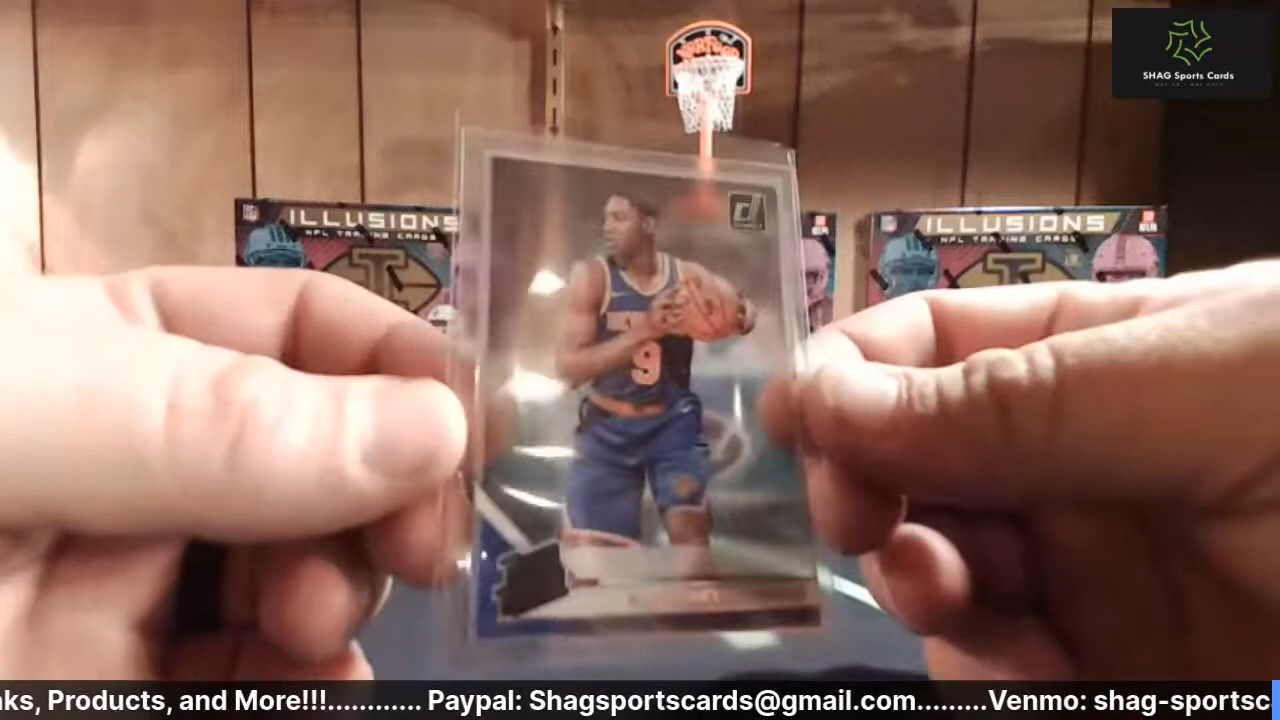 SHAG Sports Cards
ILLUSIONS
NFL TRADING CARDS
ILLUSIONS
NFL TRADING CARDS
9
aks, Products, and More!!!............ Paypal: Shagsportscards@gmail.com.........Venmo: shag-sportsc